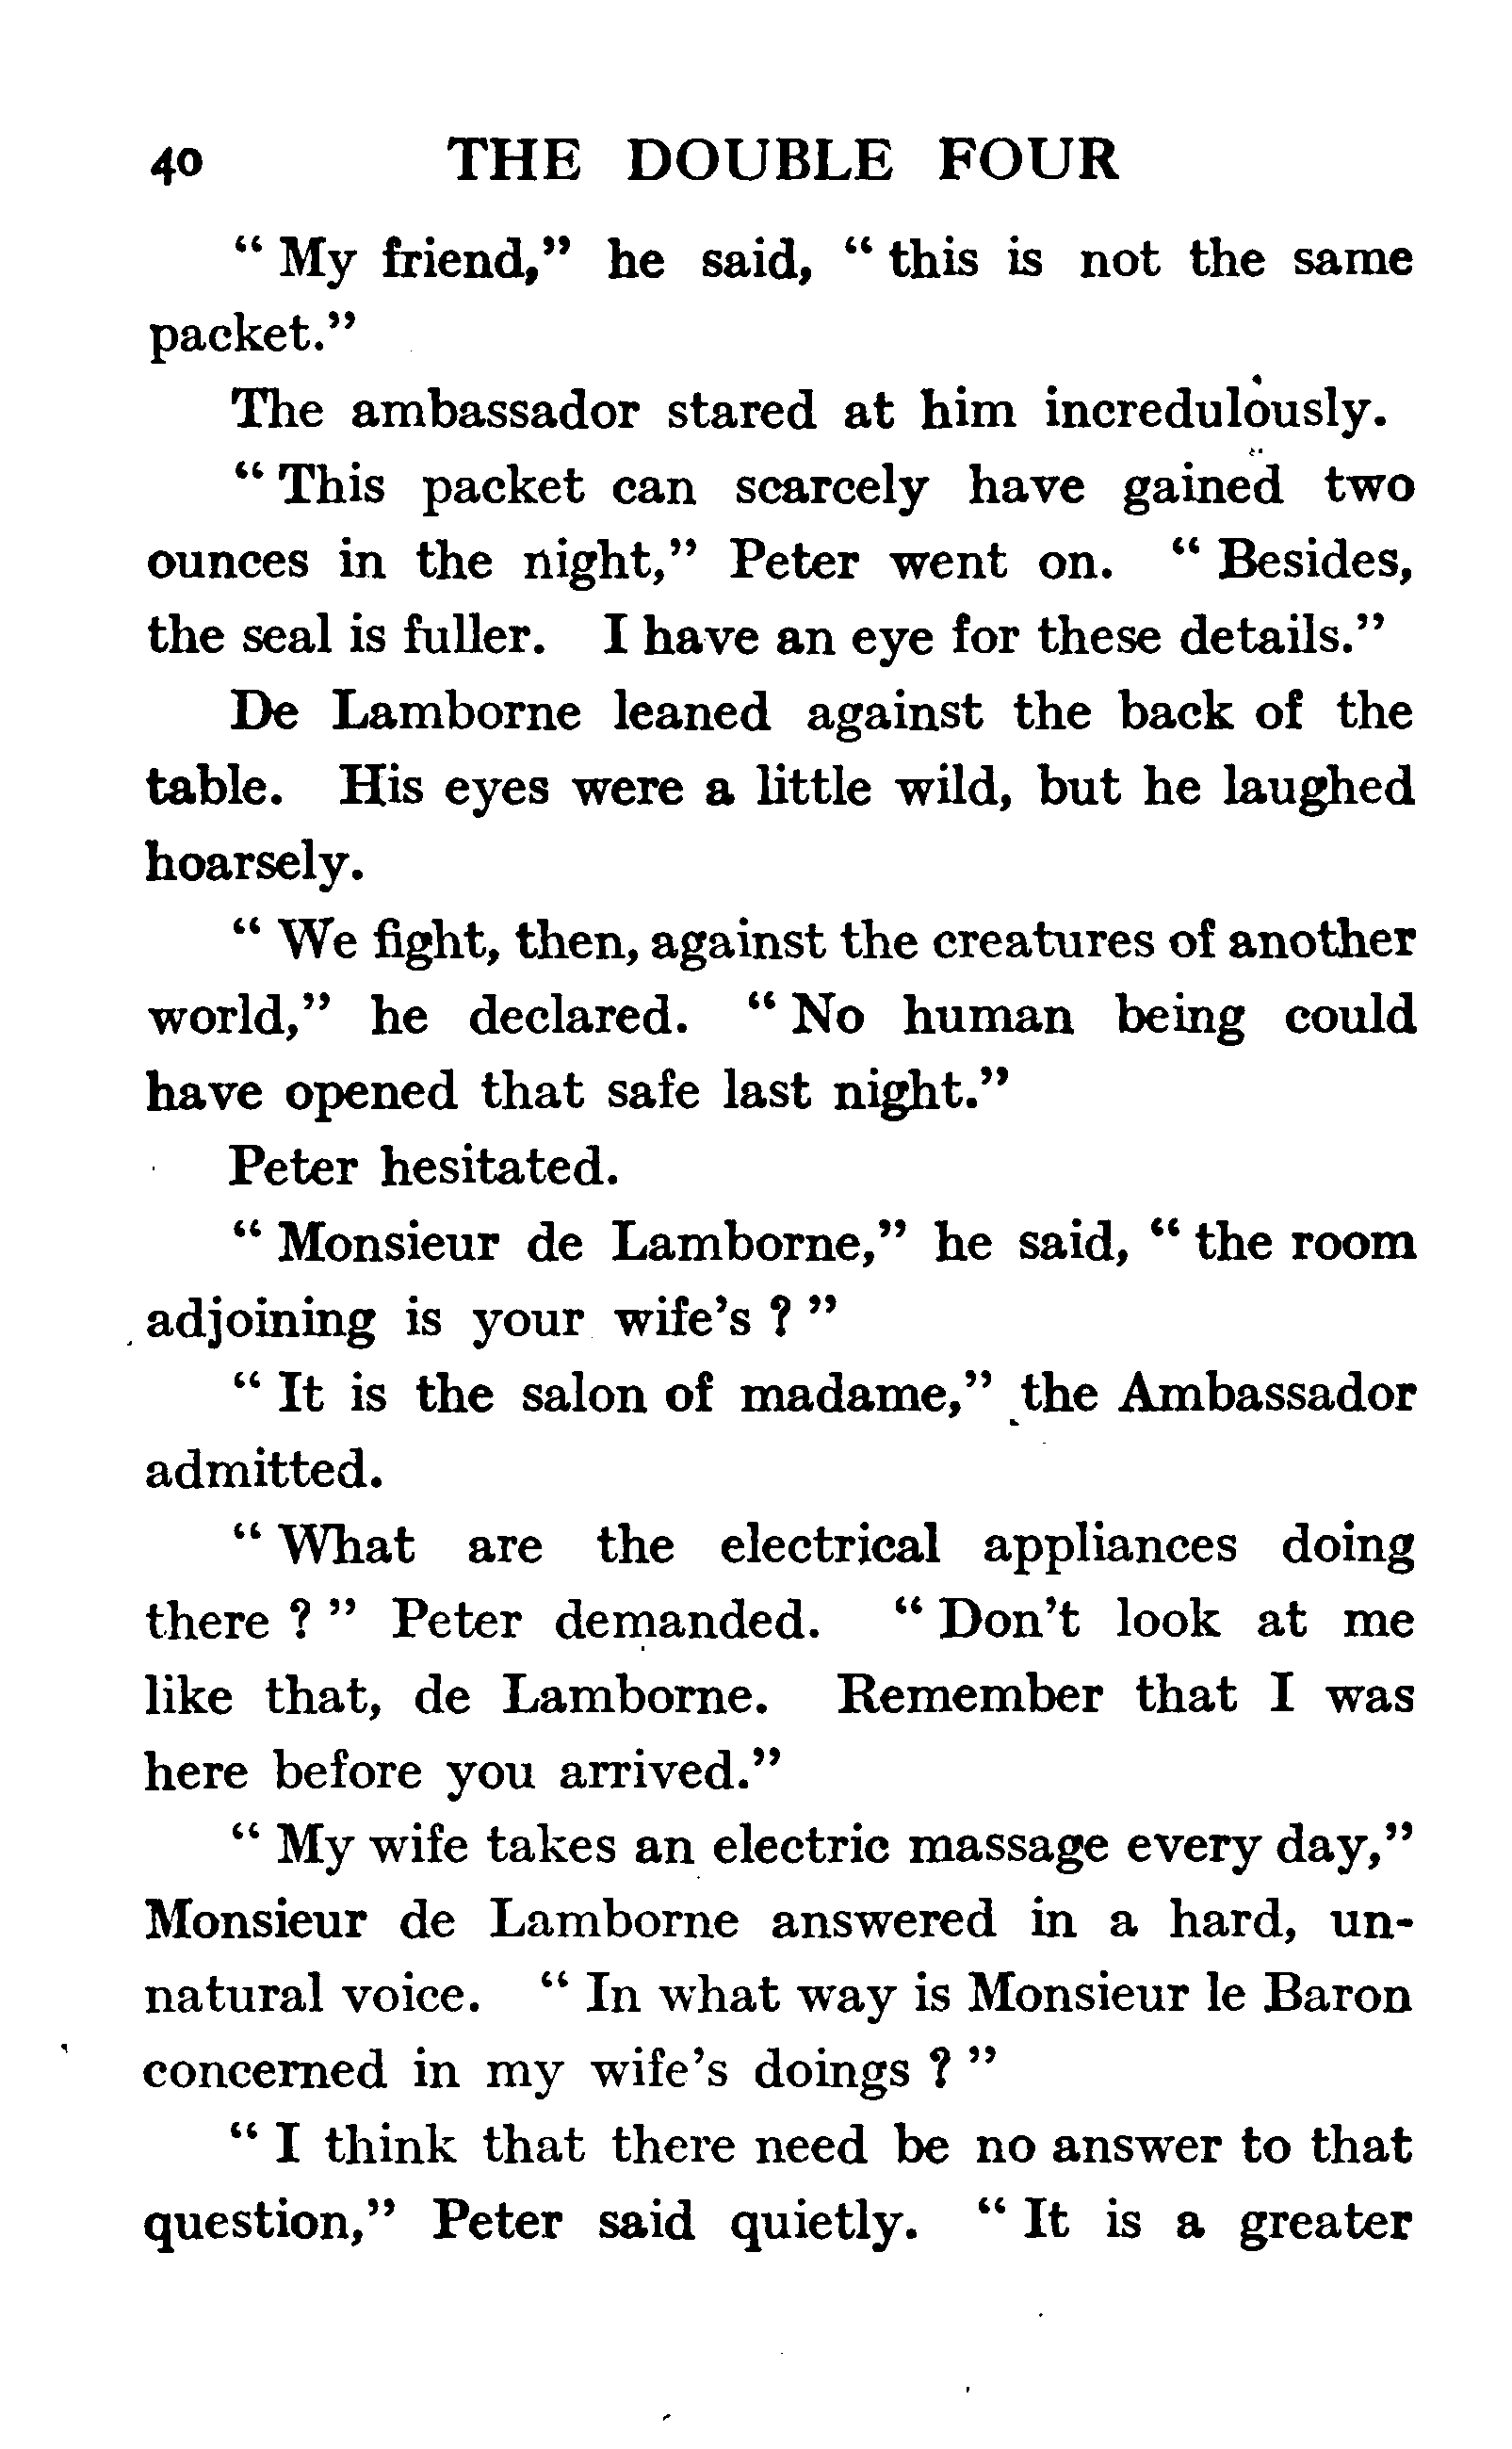 40 THE DOUBLE FOUR
“ My friend,” he said, “ this is not the same
packet.”
The ambassador stared at him incredulously.
“ This packet can scarcely have gained two
ounces in the night,” Peter went on. “ Besides,
the seal is fuller. I have an eye for these details.”
De Lamborne leaned against the back of the
table. His eyes were a little wild, but he laughed
hoarsely.
“ We fight, then, against the creatures of another
world,” he declared. “ No human being could
have opened that safe last night.”
Peter hesitated.
“ Monsieur de Lamborne,” he said, “ the room
adjoining is your wife’s ? ”
“ It is the salon of madame,” the Ambassador
admitted.
“ What are the electrical appliances doing
there ? ” Peter demanded. “ Don’t look at me
like that, de Lamborne. Remember that I was
here before you arrived.”
“ My wife takes an electric massage every day,”
Monsieur de Lamborne answered in a hard, un-
natural voice. “ In what way is Monsieur le Baron
concerned in my wife’s doings ? ”
“ I think that there need be no answer to that
question,” Peter said quietly. “ It is a greater